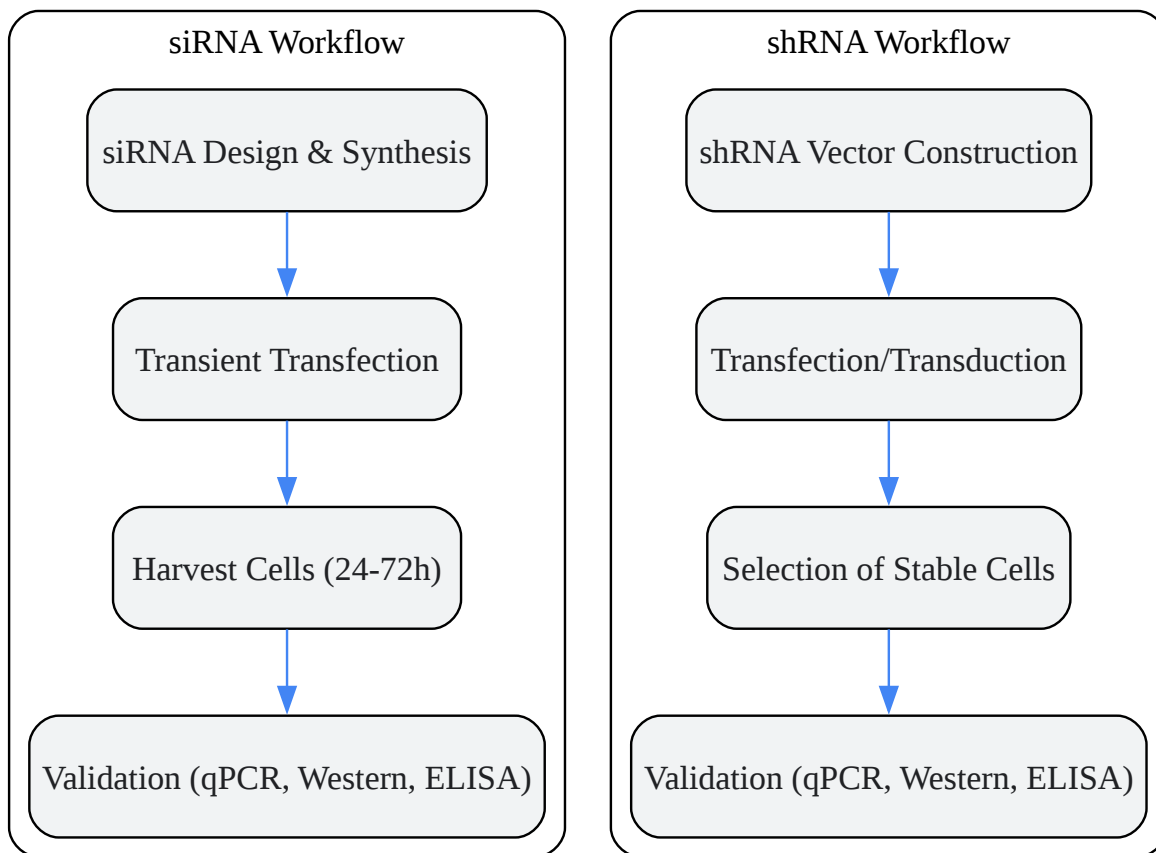 siRNA Workflow
siRNA Design & Synthesis
Transient Transfection
Harvest Cells (24-72h)
Validation (qPCR, Western, ELISA)
shRNA Workflow
shRNA Vector Construction
Transfection/Transduction
Selection of Stable Cells
Validation (qPCR, Western, ELISA)